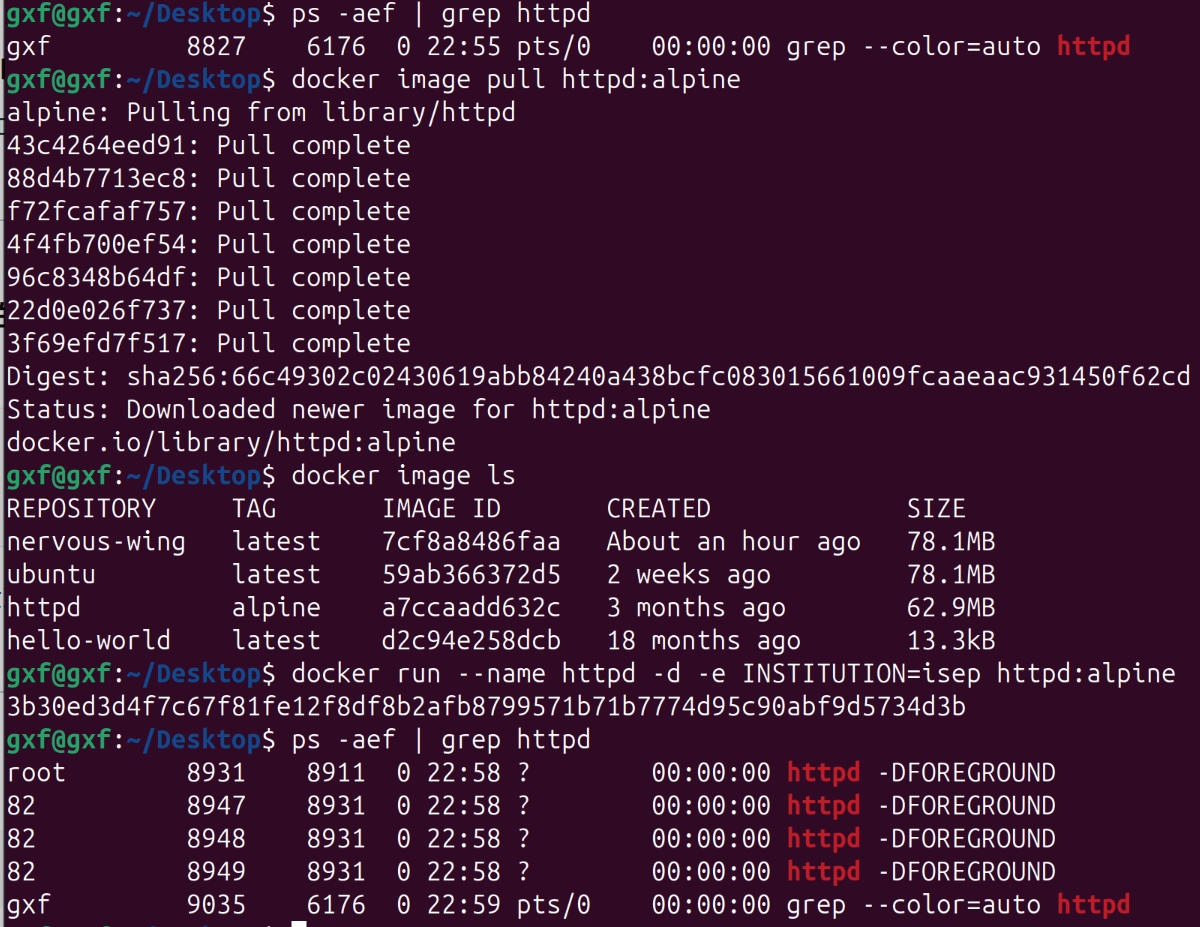 gxf@gxf:~/Desktop$ ps -aef | grep httpd
gxf         8827    6176  0 22:55 pts/0    00:00:00 grep --color=auto httpd
gxf@gxf:~/Desktop$ docker image pull httpd:alpine
alpine: Pulling from library/httpd
43c4264eed91: Pull complete
88d4b7713ec8: Pull complete
f72fcafaf757: Pull complete
4f4fb700ef54: Pull complete
96c8348b64df: Pull complete
22d0e026f737: Pull complete
3f69efd7f517: Pull complete
Digest: sha256:66c49302c02430619abb84240a438bcfc083015661009fcaaeaac931450f62cd
Status: Downloaded newer image for httpd:alpine
docker.io/library/httpd:alpine
gxf@gxf:~/Desktop$ docker image ls
REPOSITORY     TAG       IMAGE ID       CREATED             SIZE
nervous-wing   latest    7cf8a8486faa   About an hour ago   78.1MB
ubuntu         latest    59ab366372d5   2 weeks ago         78.1MB
httpd          alpine    a7ccaadd632c   3 months ago        62.9MB
hello-world    latest    d2c94e258dcb   18 months ago       13.3kB
gxf@gxf:~/Desktop$ docker run --name httpd -d -e INSTITUTION=isep httpd:alpine
3b30ed3d4f7c67f81fe12f8df8b2afb8799571b71b7774d95c90abf9d5734d3b
gxf@gxf:~/Desktop$ ps -aef | grep httpd
root        8931    8911  0 22:58 ?        00:00:00 httpd -DFOREGROUND
82          8947    8931  0 22:58 ?        00:00:00 httpd -DFOREGROUND
82          8948    8931  0 22:58 ?        00:00:00 httpd -DFOREGROUND
82          8949    8931  0 22:58 ?        00:00:00 httpd -DFOREGROUND
gxf         9035    6176  0 22:59 pts/0    00:00:00 grep --color=auto httpd